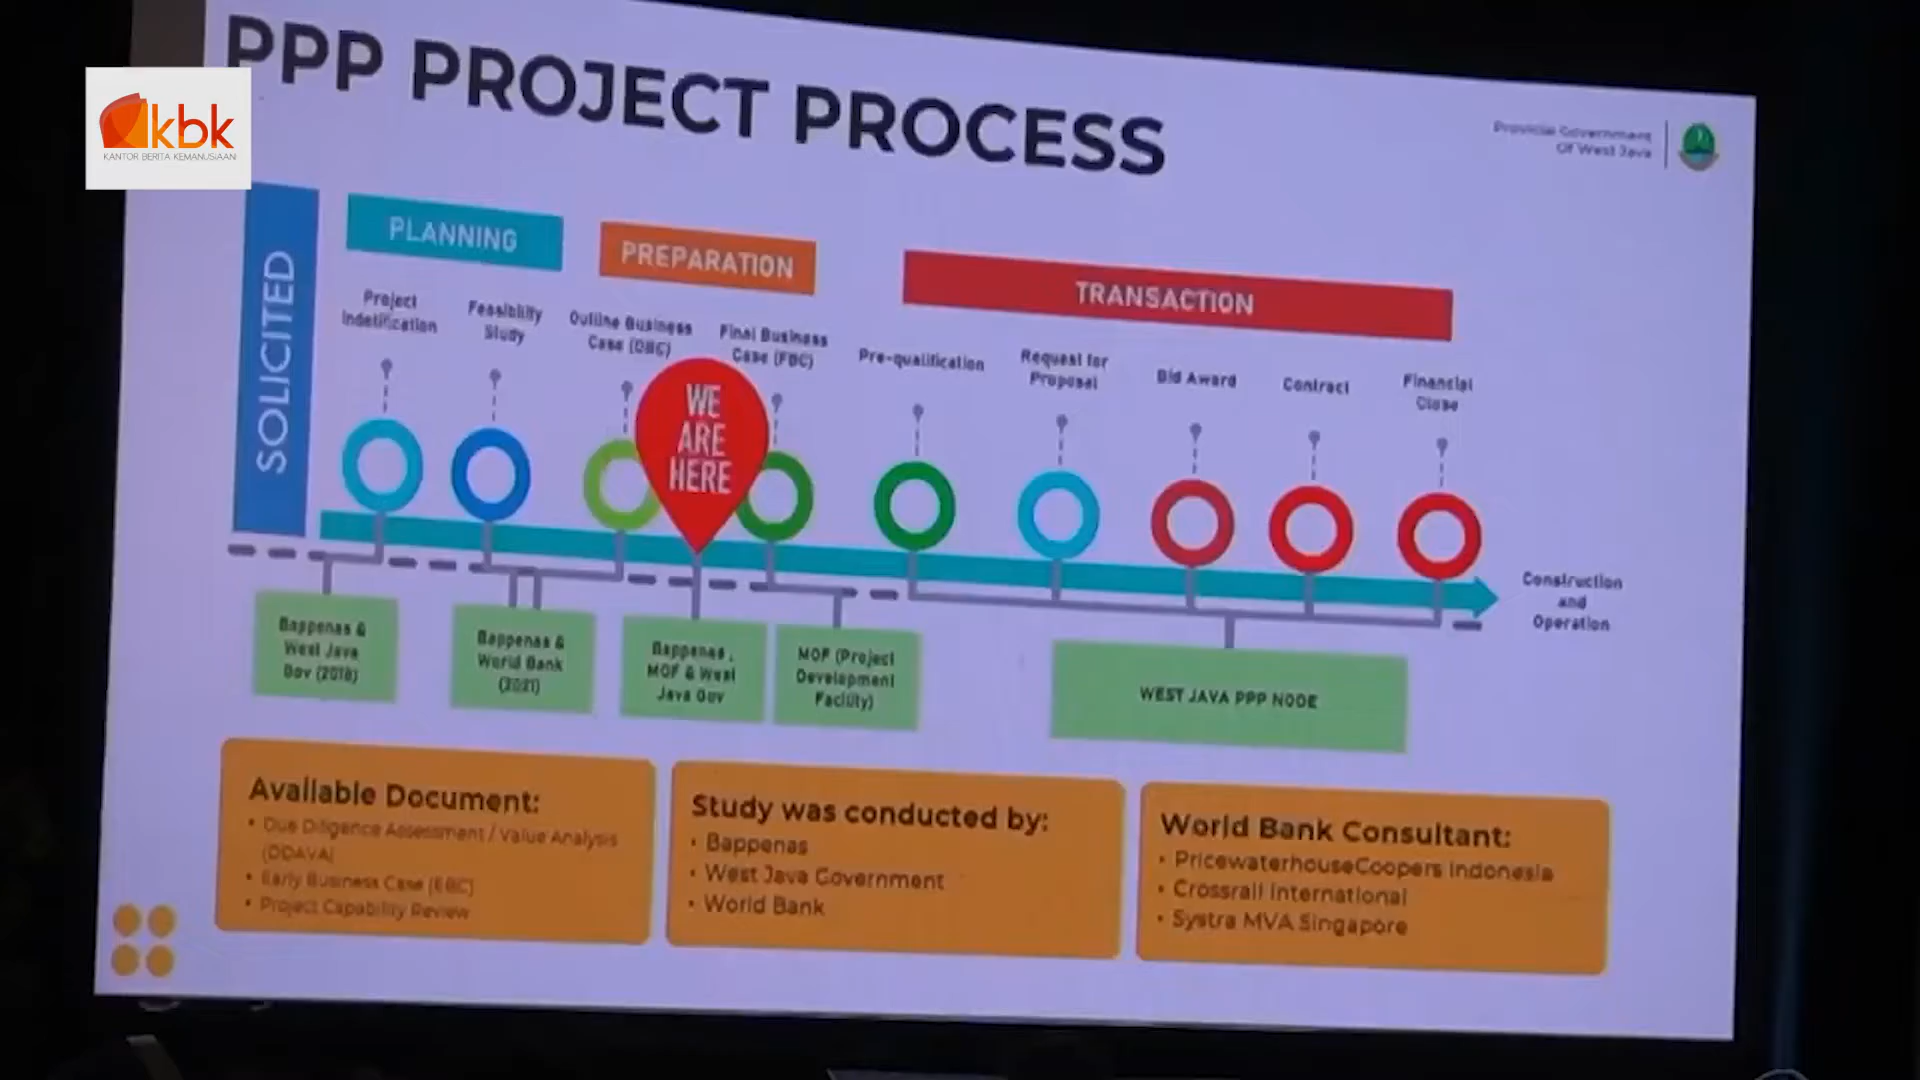 PPP PROJECT PROCESS
kbk
KANTOR BERITA KEMANUSIAAN
Provincial Government
Of West Java
SOLICITED
PLANNING
PREPARATION
TRANSACTION
Project
Indetification
Feasibility
Study
Outline Business
Case (OBC)
Final Business
Case (FBC)
Pre-qualification
Request for
Proposal
Bid Award
Contract
Financial
Close
WE
ARE
HERE
Construction
and
Operation
Bappenas &
West Java
Gov (2018)
Bappenas &
World Bank
(2021)
Bappenas,
MOF & West
Java Gov
MOF (Project
Development
Facility)
WEST JAVA PPP NODE
Available Document:
• Due Diligence Assessment / Value Analysis
(DDAVA)
• Early Business Case (EBC)
• Project Capability Review
Study was conducted by:
• Bappenas
• West Java Government
• World Bank
World Bank Consultant:
• PricewaterhouseCoopers Indonesia
• Crossrail International
• Systra MVA Singapore